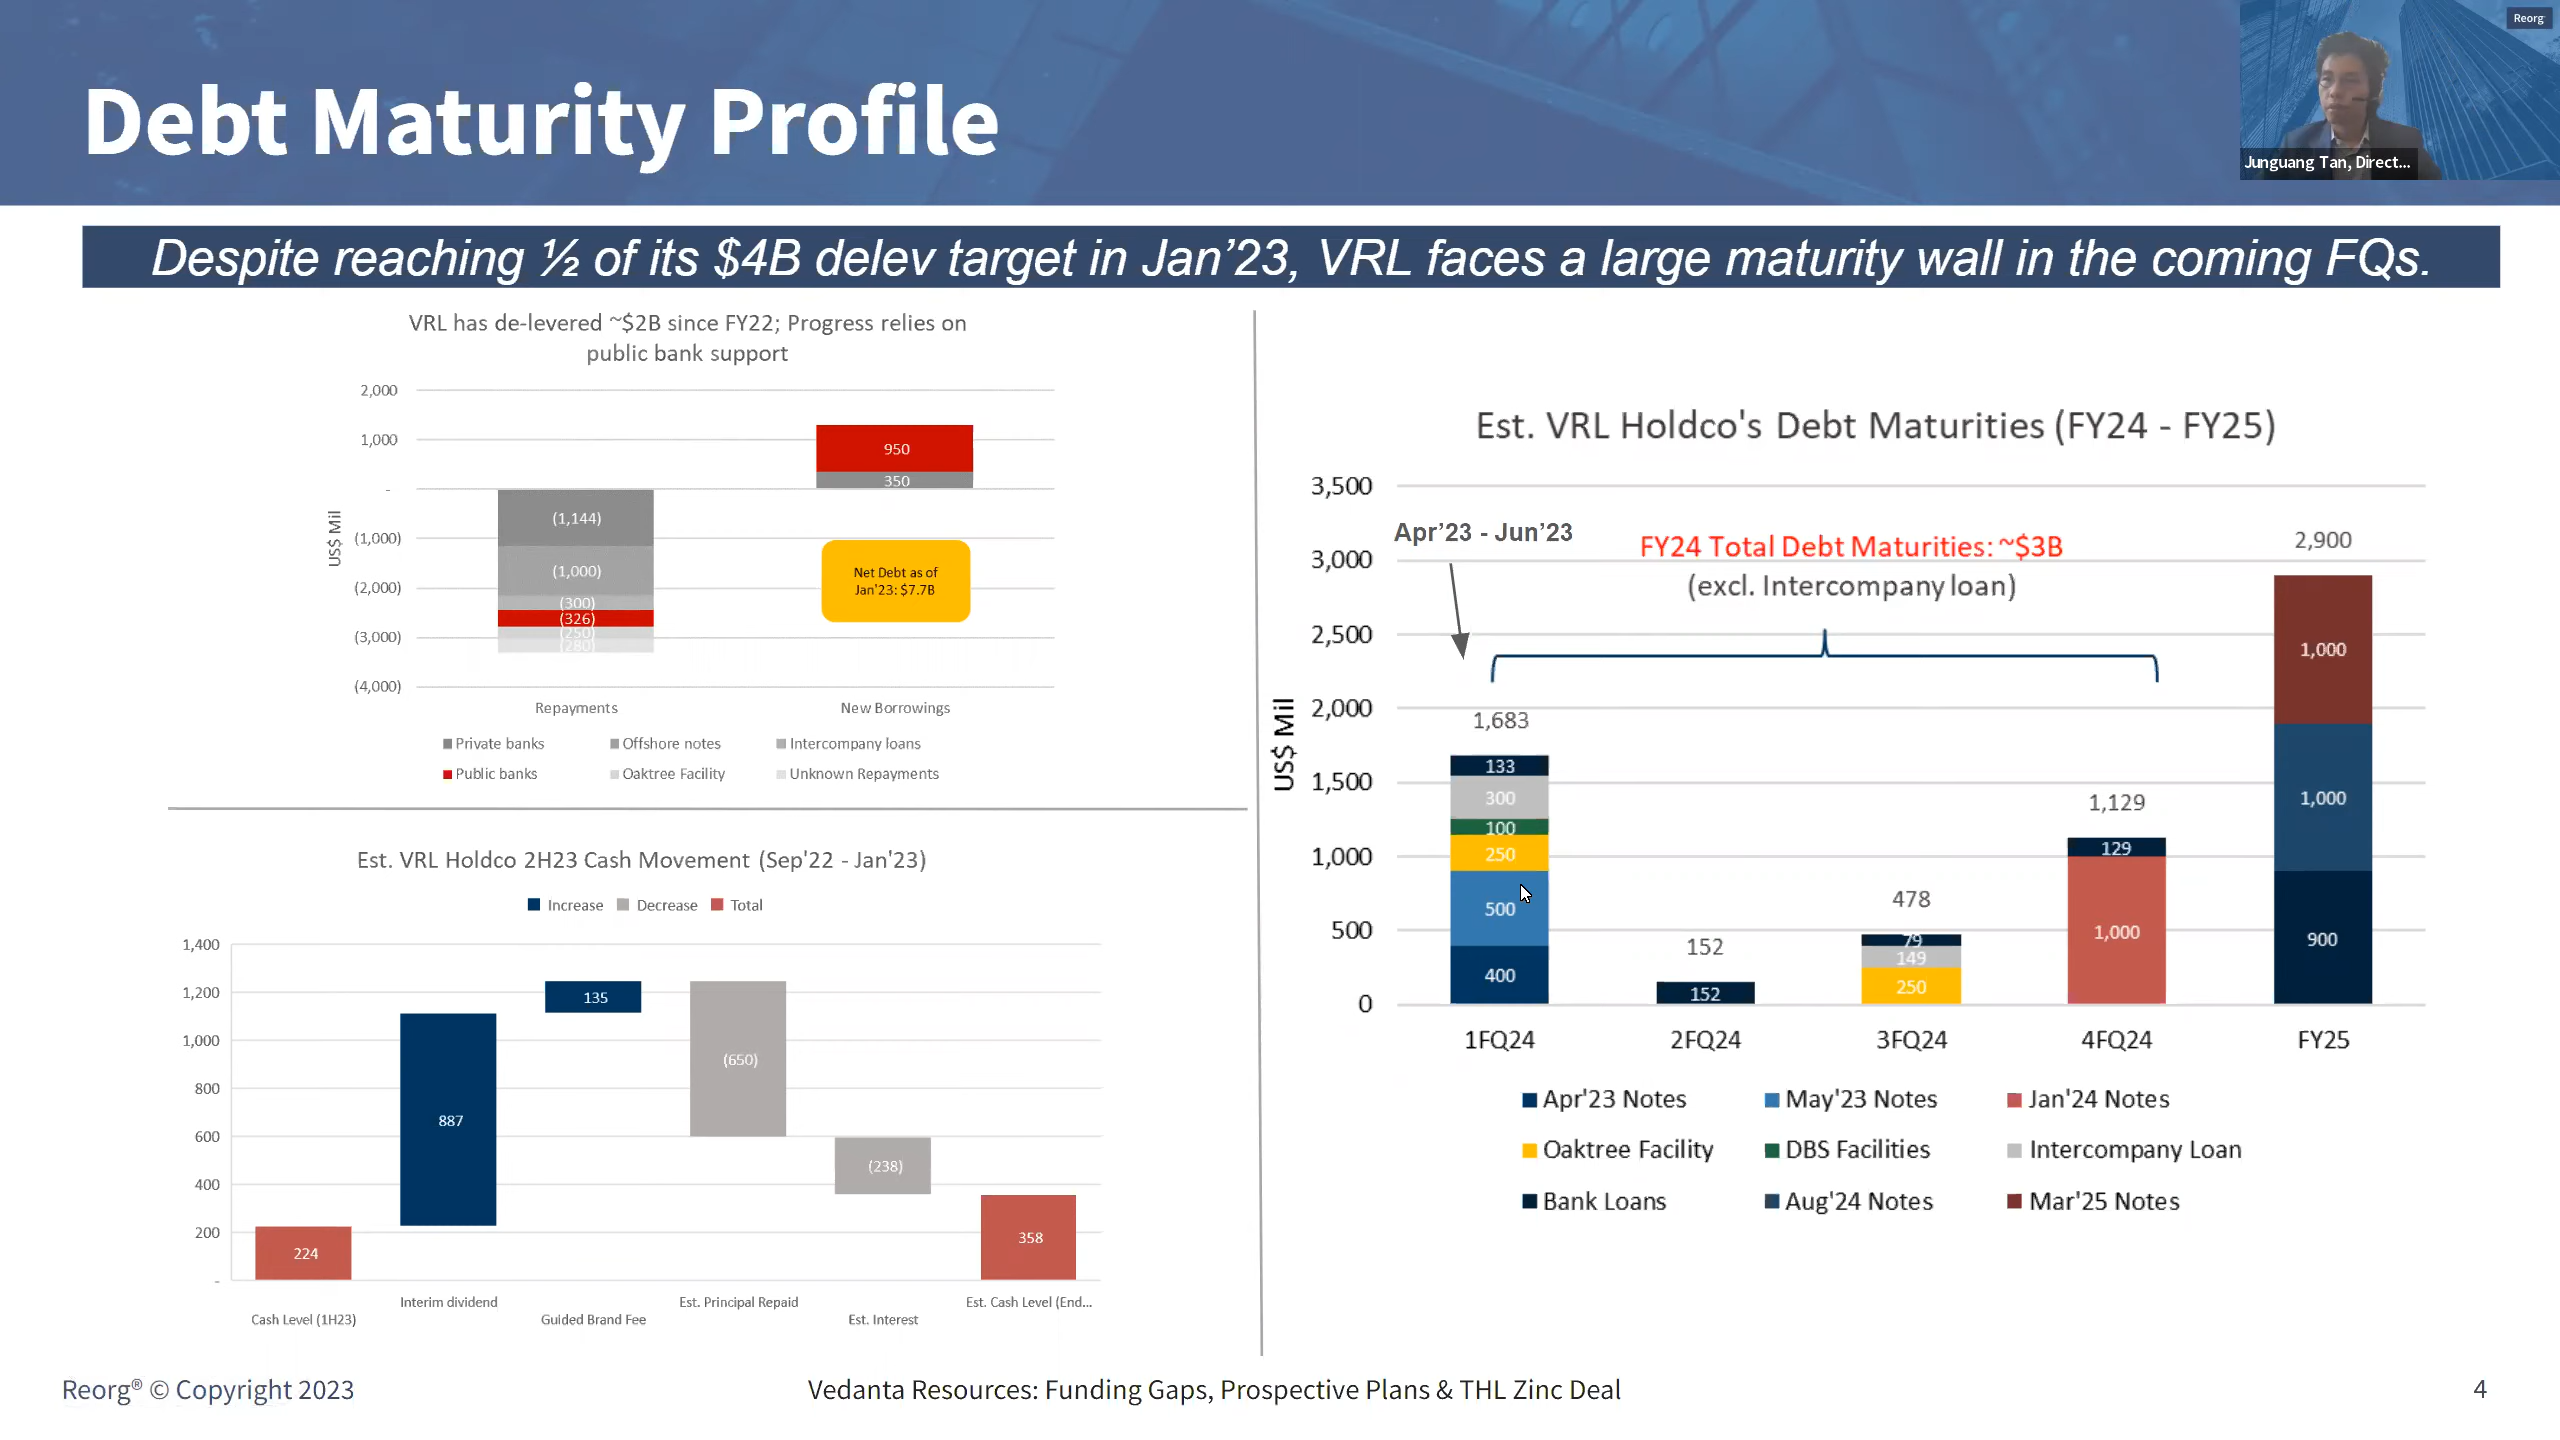 Reorg
Debt Maturity Profile
Junguang Tan, Direct...
Despite reaching ½ of its $4B delev target in Jan'23, VRL faces a large maturity wall in the coming FQs.
VRL has de-levered ~$2B since FY22; Progress relies on
public bank support
2,000
1,000
-
(1,000)
(2,000)
(3,000)
(4,000)
US$ Mil
950
350
(1,144)
(1,000)
(300)
(326)
(250)
(280)
Net Debt as of
Jan'23: $7.7B
Repayments
New Borrowings
Private banks
Offshore notes
Intercompany loans
Public banks
Oaktree Facility
Unknown Repayments
Est. VRL Holdco 2H23 Cash Movement (Sep'22 - Jan'23)
Increase
Decrease
Total
1,400
1,200
1,000
800
600
400
200
-
224
887
135
(650)
(238)
358
Cash Level (1H23)
Interim dividend
Guided Brand Fee
Est. Principal Repaid
Est. Interest
Est. Cash Level (End...
Est. VRL Holdco's Debt Maturities (FY24 - FY25)
3,500
3,000
2,500
2,000
1,500
1,000
500
0
US$ Mil
Apr'23 - Jun'23
FY24 Total Debt Maturities: ~$3B
(excl. Intercompany loan)
1,683
133
300
100
250
500
400
152
152
478
79
149
250
1,129
129
1,000
2,900
1,000
1,000
900
1FQ24
2FQ24
3FQ24
4FQ24
FY25
Apr'23 Notes
May'23 Notes
Jan'24 Notes
Oaktree Facility
DBS Facilities
Intercompany Loan
Bank Loans
Aug'24 Notes
Mar'25 Notes
Reorg® © Copyright 2023
Vedanta Resources: Funding Gaps, Prospective Plans & THL Zinc Deal
4